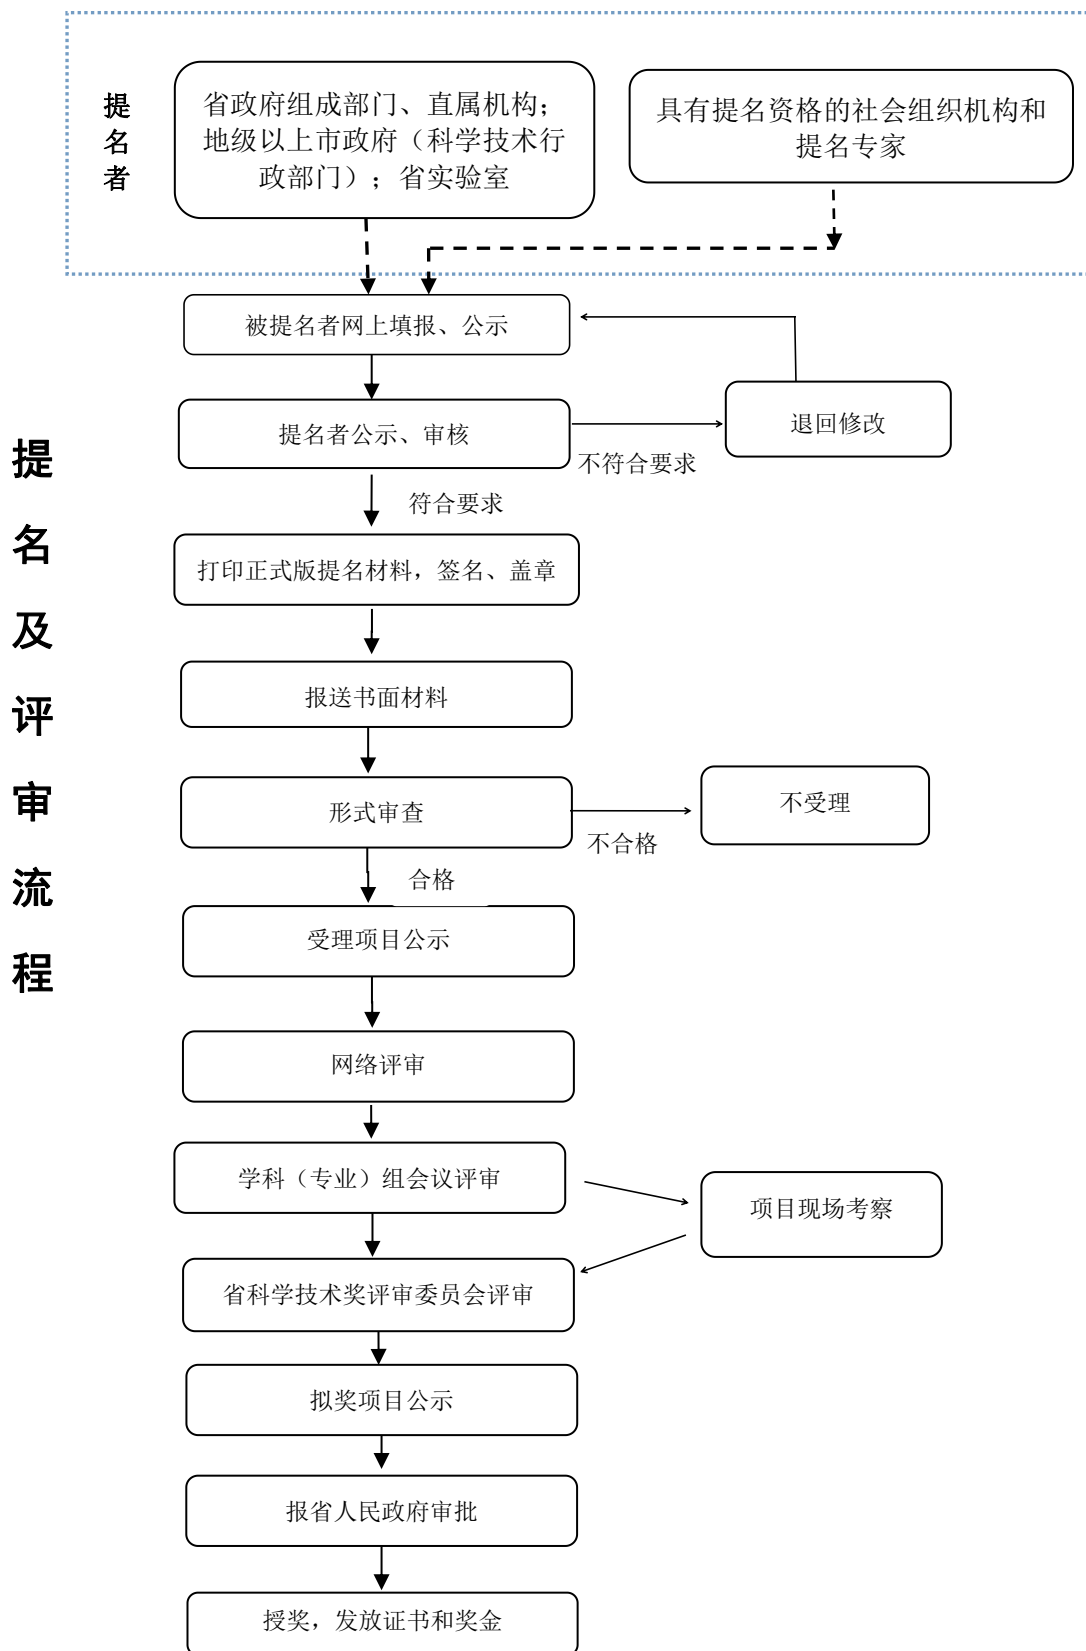 提名者
省政府组成部门、直属机构；
地级以上市政府（科学技术行
政部门）；省实验室
具有提名资格的社会组织机构和
提名专家
提名及评审流程
被提名者网上填报、公示
提名者公示、审核
不符合要求
退回修改
符合要求
打印正式版提名材料，签名、盖章
报送书面材料
形式审查
不合格
不受理
合格
受理项目公示
网络评审
学科（专业）组会议评审
项目现场考察
省科学技术奖评审委员会评审
拟奖项目公示
报省人民政府审批
授奖，发放证书和奖金